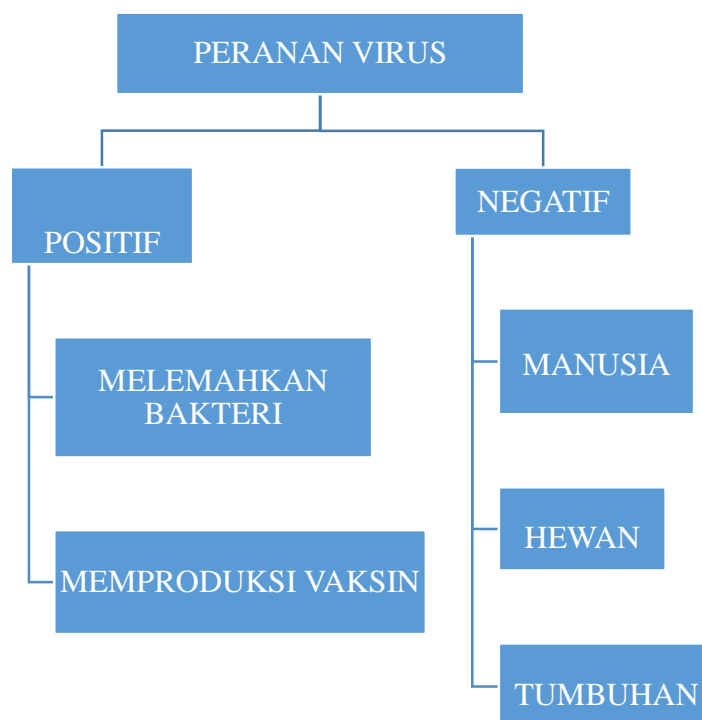 PERANAN VIRUS
POSITIF
MELEMAHKAN
BAKTERI
MEMPRODUKSI VAKSIN
NEGATIF
MANUSIA
HEWAN
TUMBUHAN